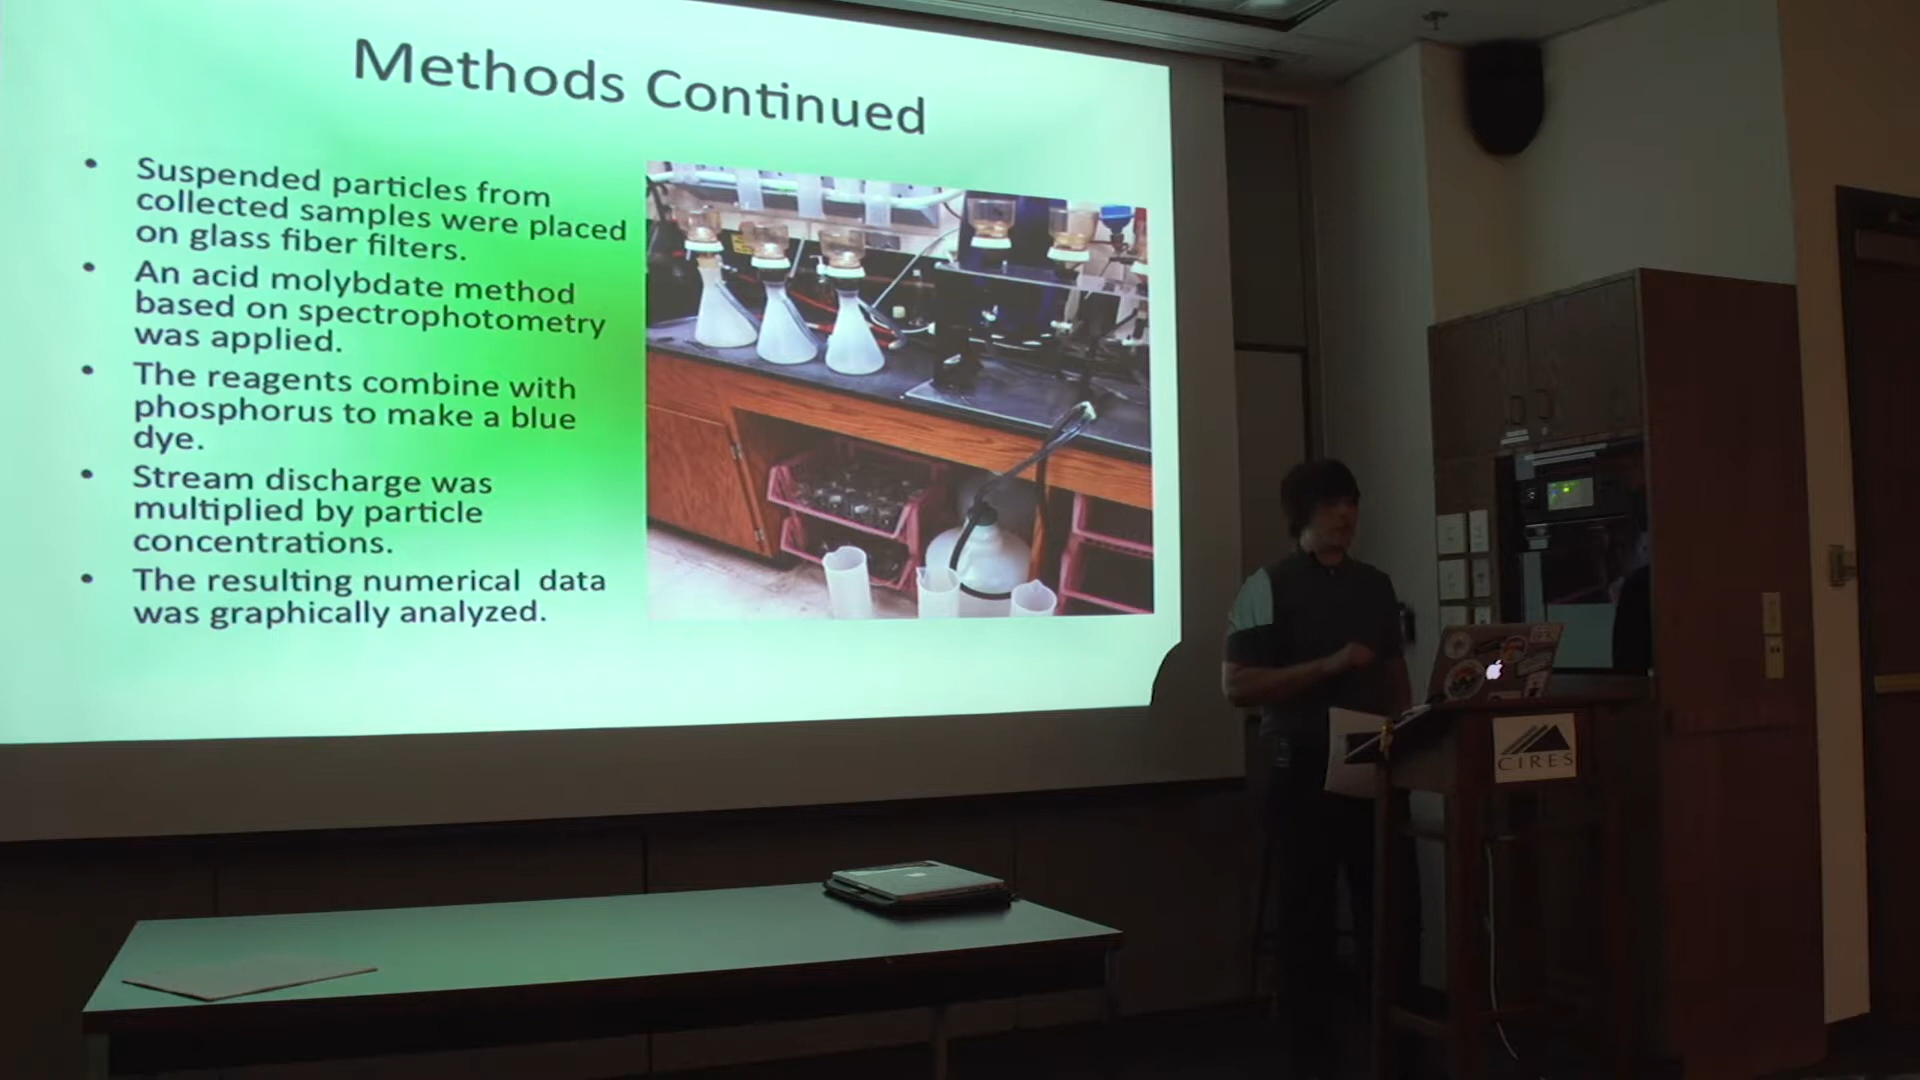 Methods Continued
• Suspended particles from
collected samples were placed
on glass fiber filters.
• An acid molybdate method
based on spectrophotometry
was applied.
• The reagents combine with
phosphorus to make a blue
dye.
• Stream discharge was
multiplied by particle
concentrations.
• The resulting numerical data
was graphically analyzed.
CIRES